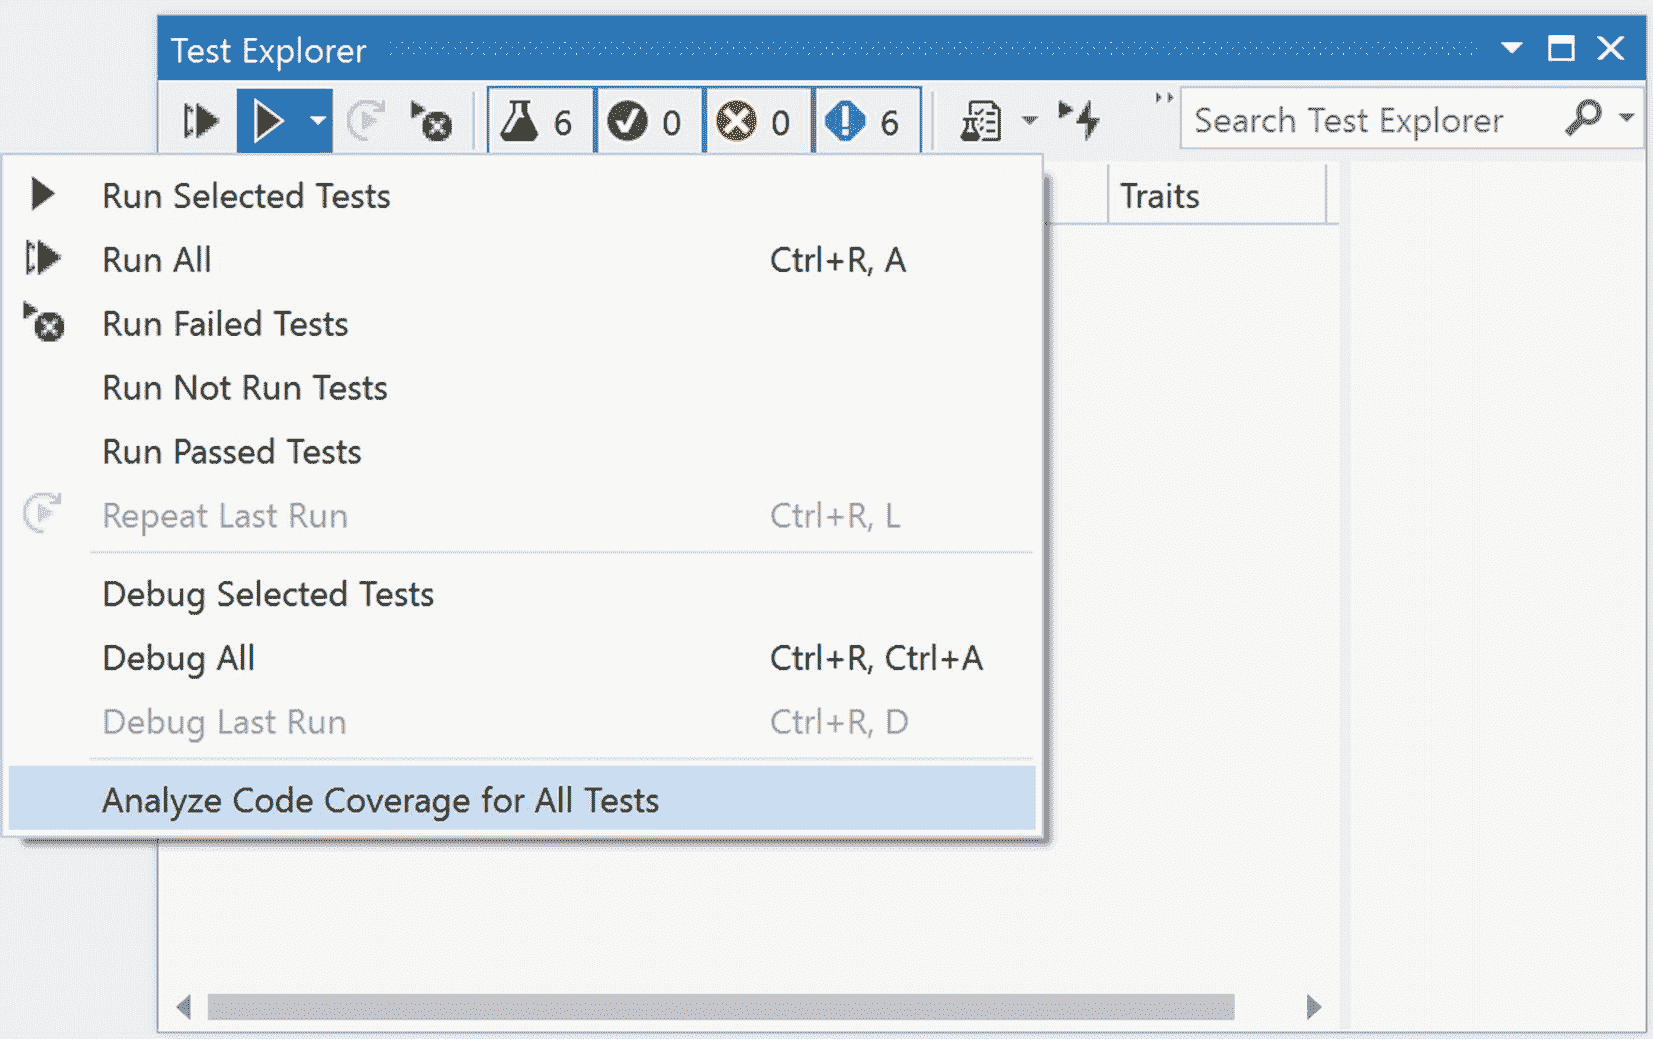 Test Explorer
6 0 0 6 Search Test Explorer
Traits
Run Selected Tests
Run All Ctrl+R, A
Run Failed Tests
Run Not Run Tests
Run Passed Tests
Repeat Last Run Ctrl+R, L
Debug Selected Tests
Debug All Ctrl+R, Ctrl+A
Debug Last Run Ctrl+R, D
Analyze Code Coverage for All Tests